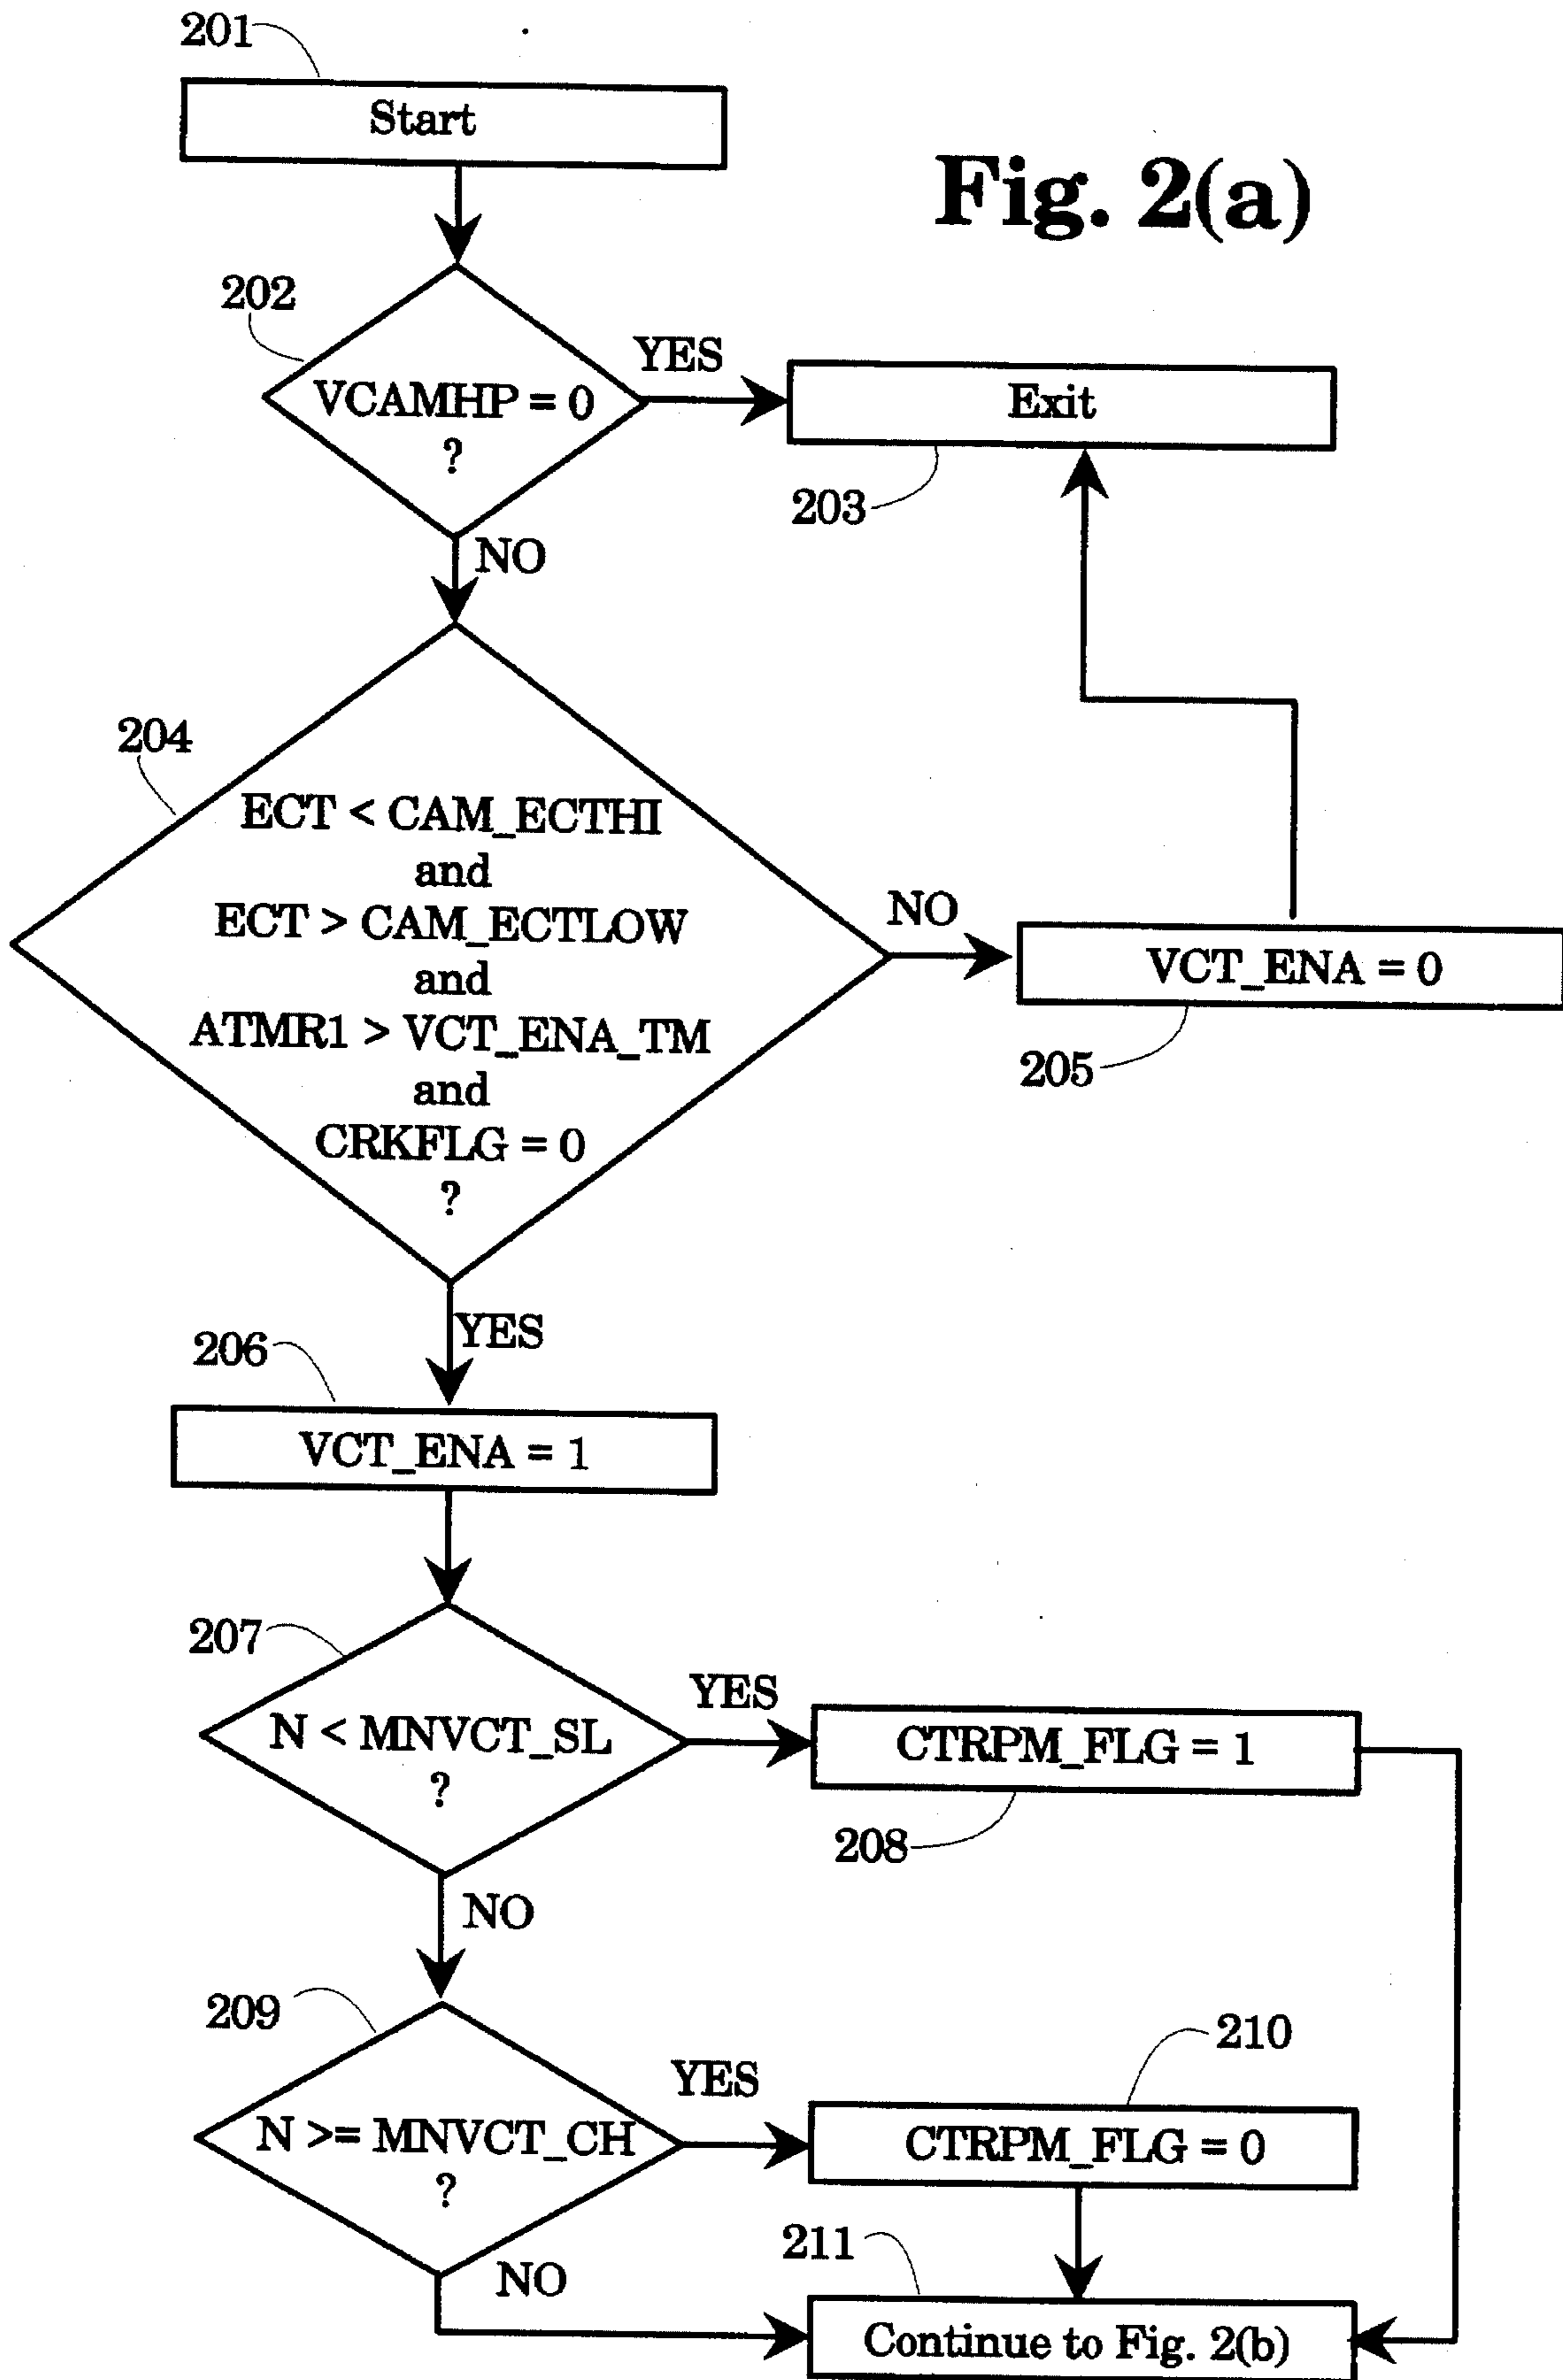 201
Start
Fig. 2(a)
202
VCAMHP = 0
?
YES
Exit
203
NO
204
ECT < CAM_ECTHI
and
ECT > CAM_ECTLOW
and
ATMR1 > VCT_ENA_TM
and
CRKFLG = 0
?
NO
VCT_ENA = 0
205
YES
206
VCT_ENA = 1
207
N < MNVCT_SL
?
YES
CTRPM_FLG = 1
208
NO
209
N >= MNVCT_CH
?
YES
210
CTRPM_FLG = 0
NO
211
Continue to Fig. 2(b)